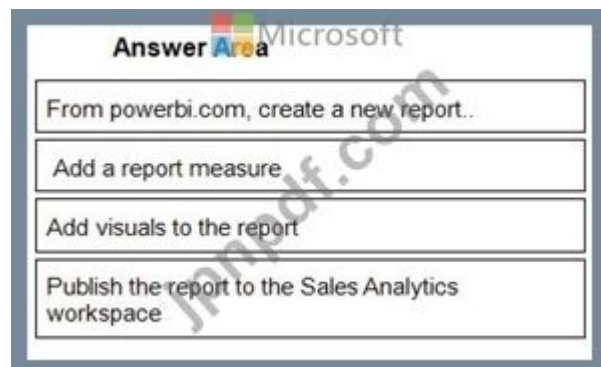 Microsoft
Answer Area
From powerbi.com, create a new report..
Add a report measure
Add visuals to the report
Publish the report to the Sales Analytics
workspace
jpnpdf.com